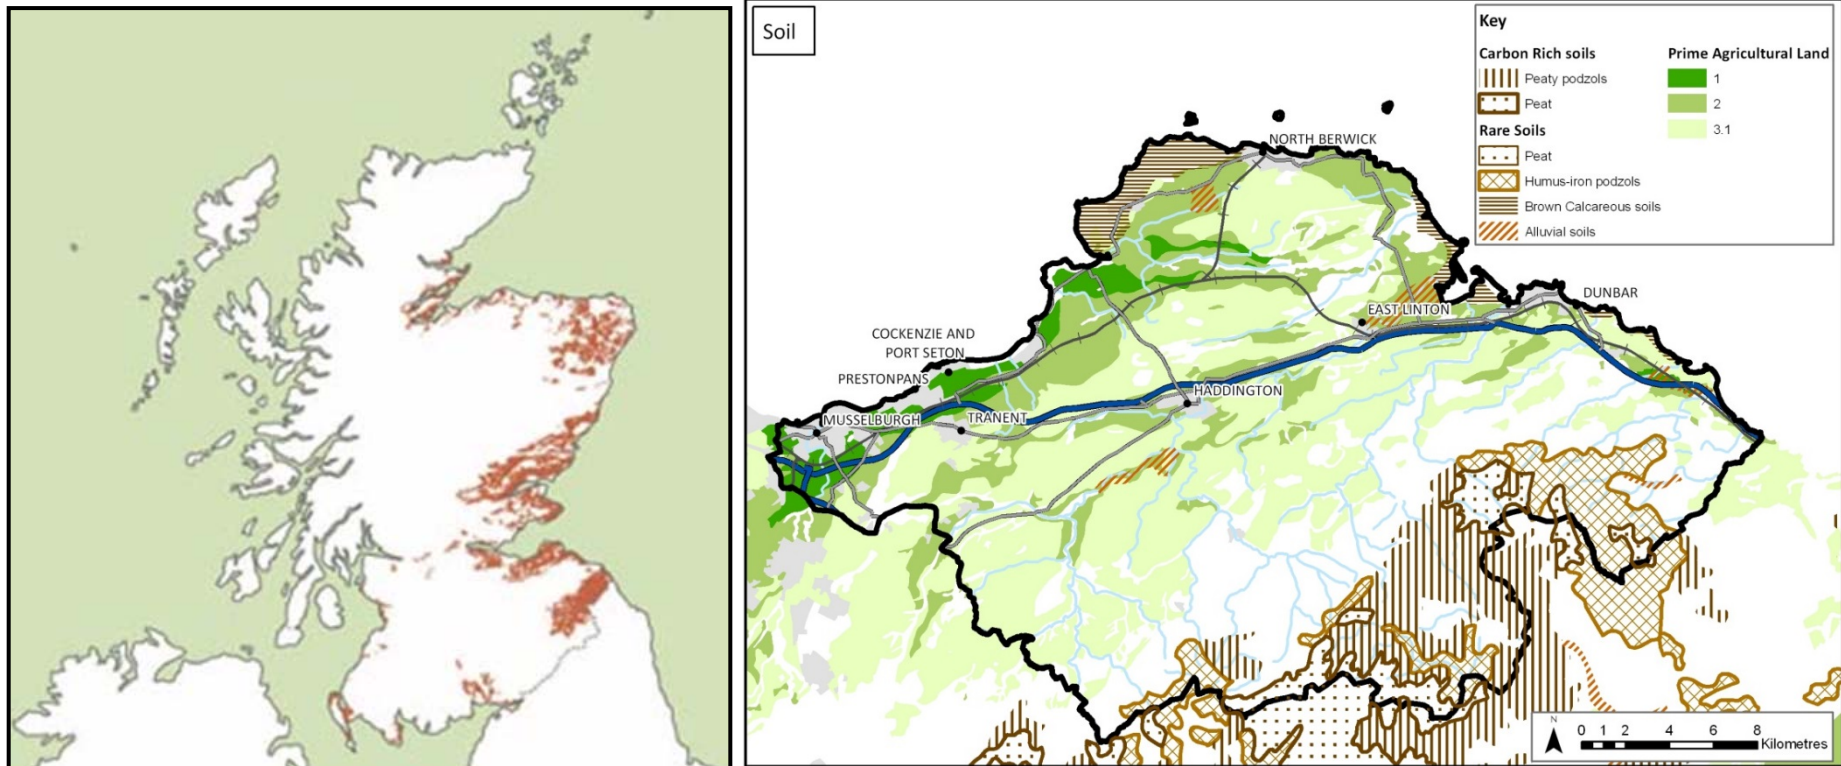 Soil
Key
Carbon Rich soils
Peaty podzols
Peat
Rare Soils
Peat
Humus-iron podzols
Brown Calcareous soils
Alluvial soils
Prime Agricultural Land
1
2
3.1
NORTH BERWICK
DUNBAR
EAST LINTON
COCKENZIE AND
PORT SETON
PRESTONPANS
HADDINGTON
MUSSELBURGH
TRANENT
N
0 1 2 4 6 8
Kilometres